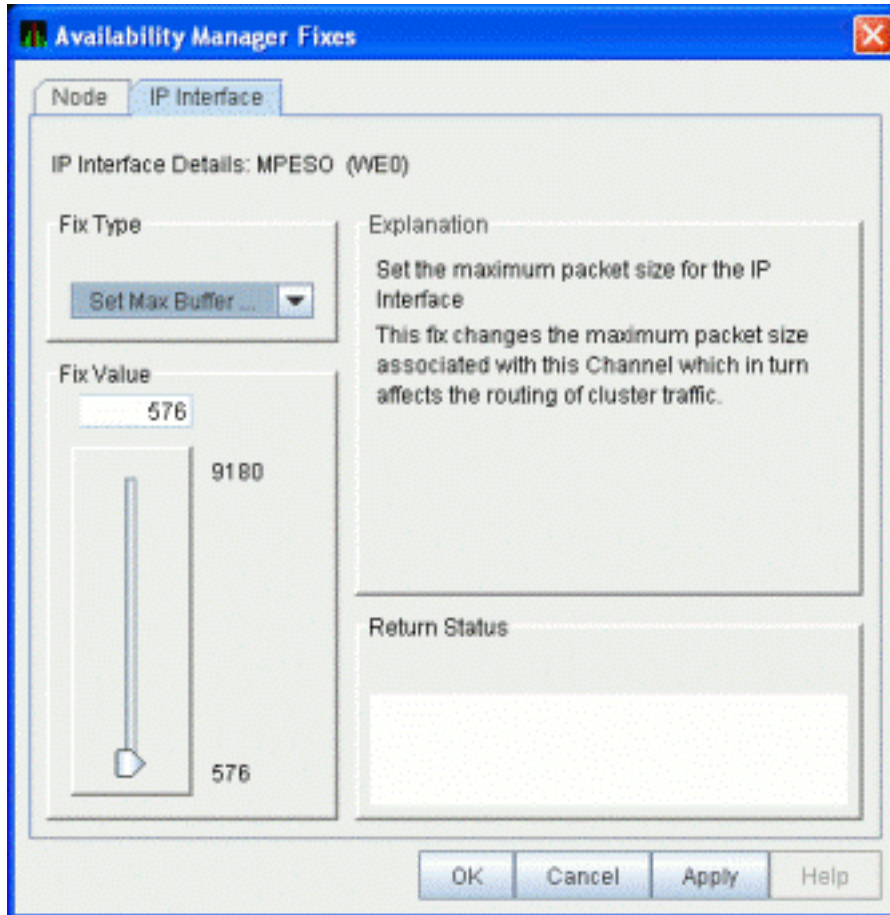 Availability Manager Fixes
Node
IP Interface
IP Interface Details: MPESO (WE0)
Fix Type
Set Max Buffer ...
Explanation
Set the maximum packet size for the IP
Interface
This fix changes the maximum packet size
associated with this Channel which in turn
affects the routing of cluster traffic.
Fix Value
576
9180
576
Return Status
OK
Cancel
Apply
Help